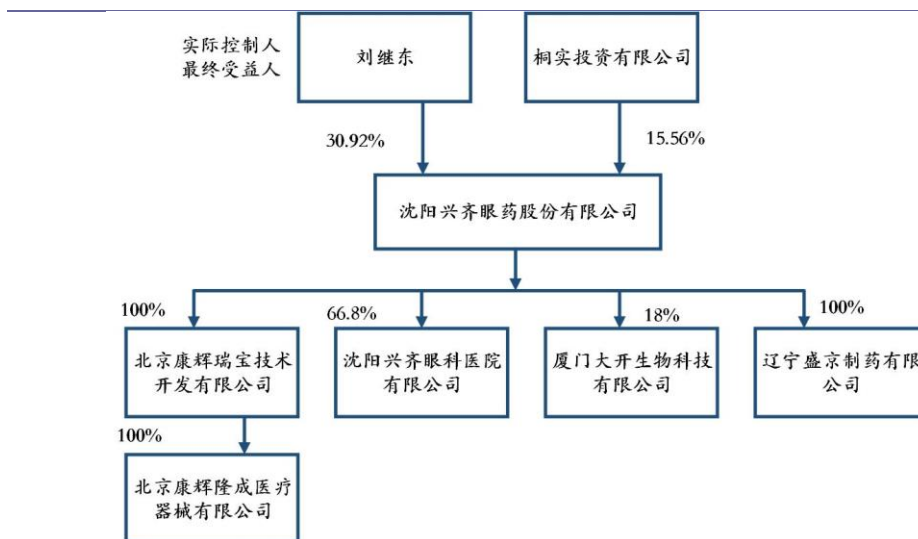 实际控制人
最终受益人
刘继东
桐实投资有限公司
30.92%
15.56%
沈阳兴齐眼药股份有限公司
100%
66.8%
18%
100%
北京康辉瑞宝技术
开发有限公司
沈阳兴齐眼科医院
有限公司
厦门大开生物科技
有限公司
辽宁盛京制药有限
公司
100%
北京康辉隆成医疗
器械有限公司